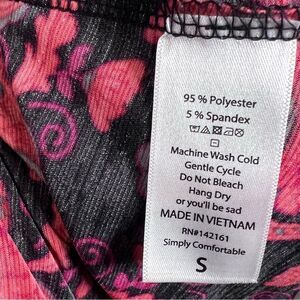 95 % Polyester
5 % Spandex
Machine Wash Cold
Gentle Cycle
Do Not Bleach
Hang Dry
or you'll be sad
MADE IN VIETNAM
RN#142161
Simply Comfortable
S